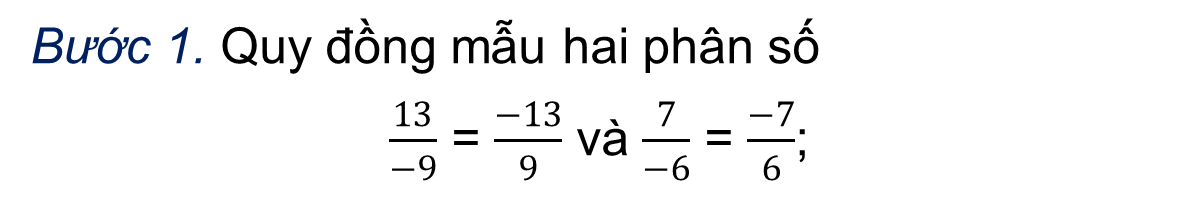 Bước 1. Quy đồng mẫu hai phân số
13/-9 = -13/9 và 7/-6 = -7/6;